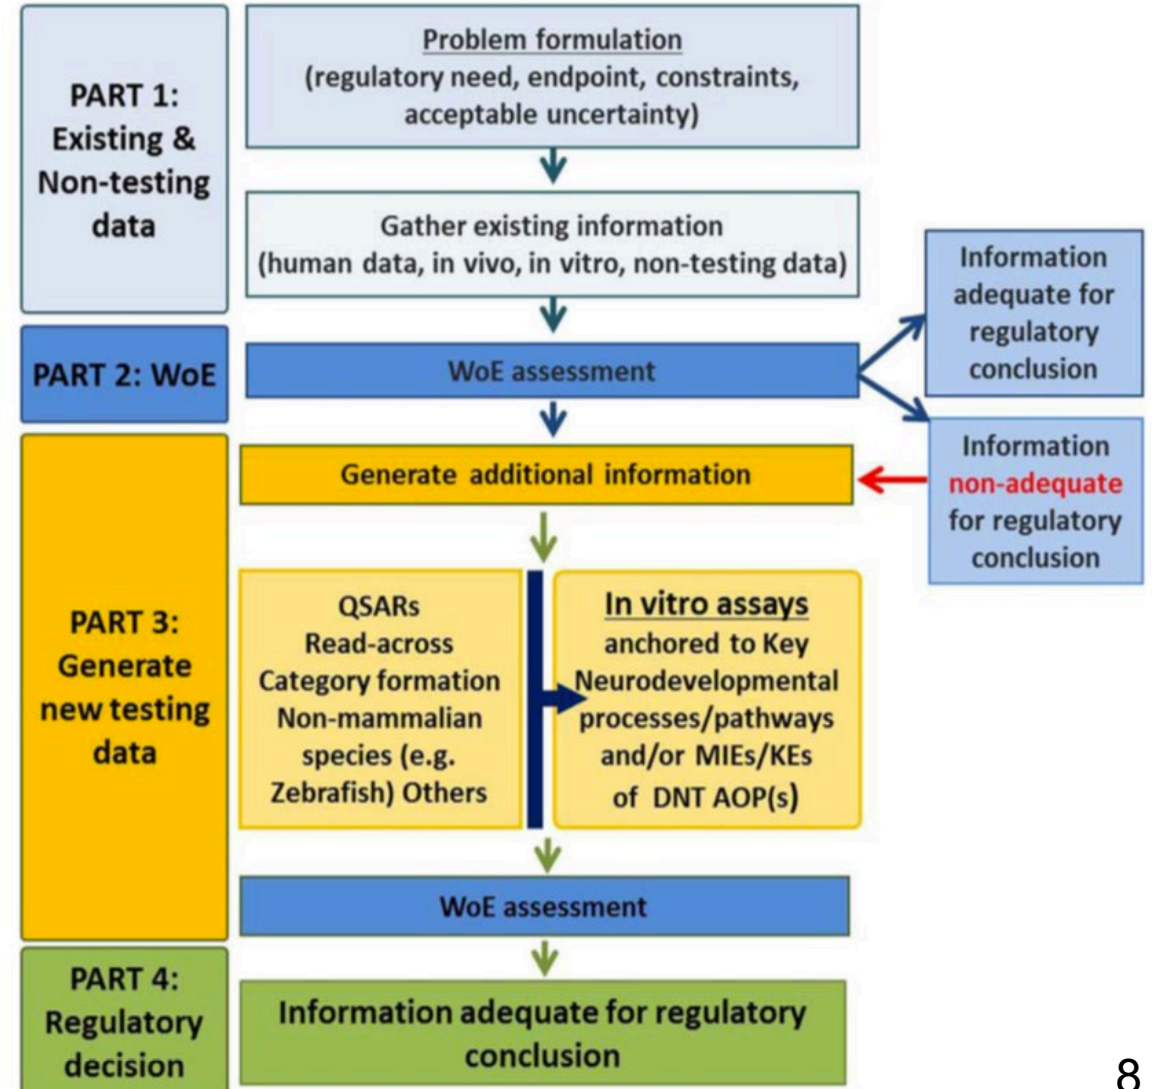 PART 1:
Existing &
Non-testing
data
Problem formulation
(regulatory need, endpoint, constraints,
acceptable uncertainty)
Gather existing information
(human data, in vivo, in vitro, non-testing data)
PART 2: WoE
WoE assessment
Information
adequate for
regulatory
conclusion
Information
non-adequate
for regulatory
conclusion
PART 3:
Generate
new testing
data
Generate additional information
QSARs
Read-across
Category formation
Non-mammalian
species (e.g.
Zebrafish) Others
In vitro assays
anchored to Key
Neurodevelopmental
processes/pathways
and/or MIEs/KEs
of DNT AOP(s)
WoE assessment
PART 4:
Regulatory
decision
Information adequate for regulatory
conclusion
8